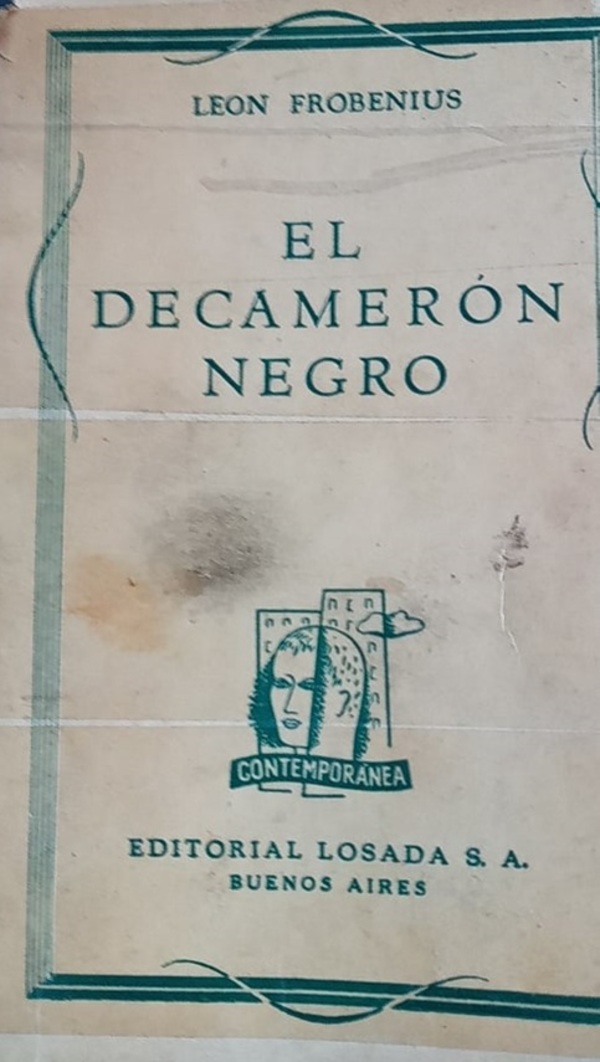 LEON FROBENIUS
EL
DECAMERÓN
NEGRO
CONTEMPORÁNEA
EDITORIAL LOSADA S. A.
BUENOS AIRES